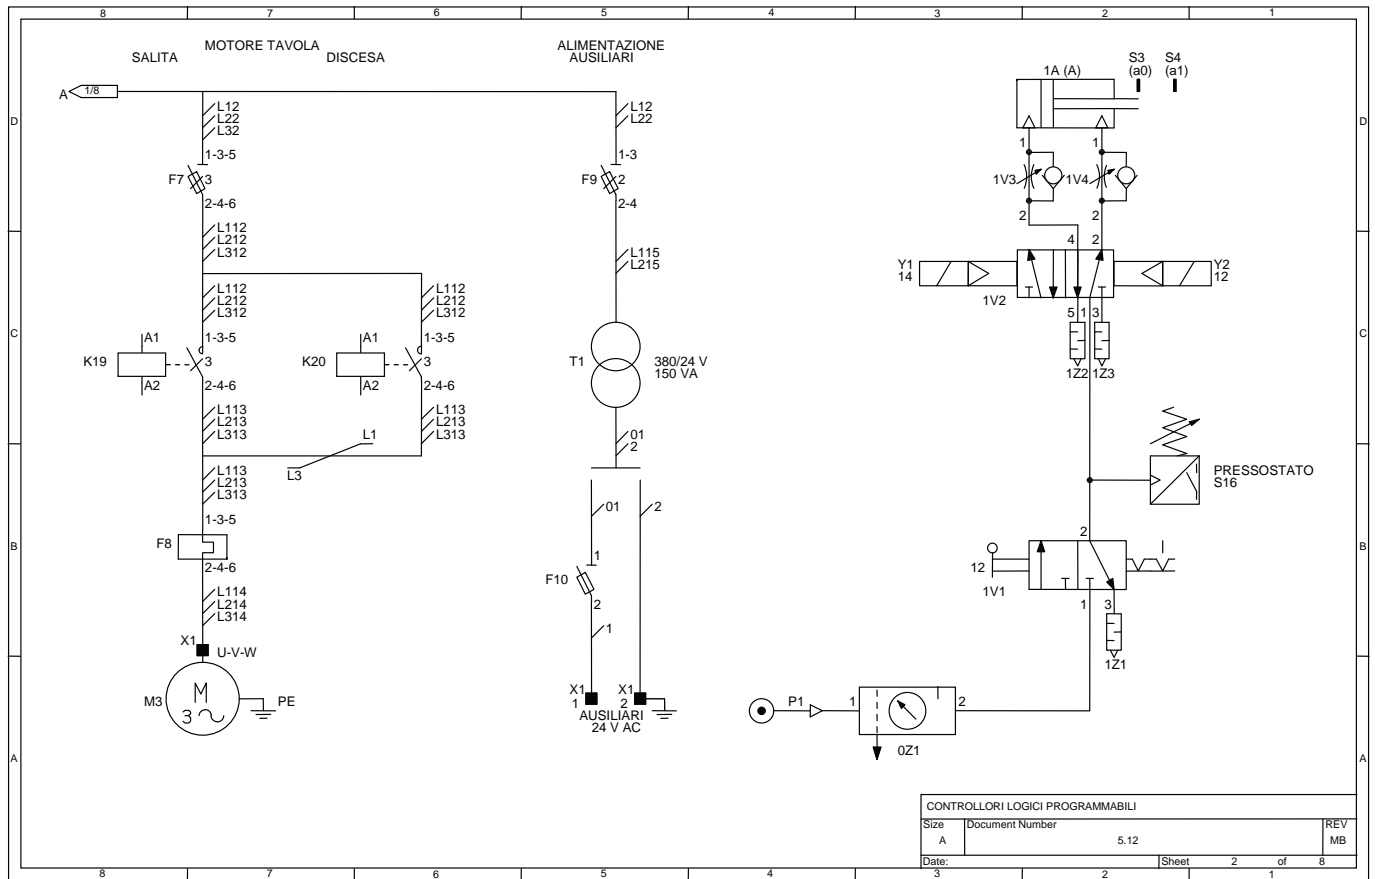 8 7 6 5 4 3 2 1
MOTORE TAVOLA
SALITA DISCESA
ALIMENTAZIONE
AUSILIARI
A 1/8
L12
L22
L32
1-3-5
F7 3
2-4-6
L112
L212
L312
L112
L212
L312
A1 1-3-5
K19 3
A2 2-4-6
L113
L213
L313
L112
L212
L312
A1 1-3-5
K20 3
A2 2-4-6
L113
L213
L313
L1
L3
L113
L213
L313
1-3-5
F8
2-4-6
L114
L214
L314
X1 U-V-W
M
3
M3 PE
L12
L22
1-3
F9 2
2-4
L115
L215
T1 380/24 V
150 VA
01
2
01 2
1
F10
2
1
X1 X1
1 2
AUSILIARI
24 V AC
S3 S4
(a0) (a1)
1A (A)
1 1
1V3 1V4
2 2
4 2
Y1 Y2
14 12
1V2
5 1 3
1Z2 1Z3
PRESSOSTATO
S16
2
12
1V1
1 3
1Z1
P1 1 2
0Z1
D D
C C
B B
A A
CONTROLLORI LOGICI PROGRAMMABILI
Size Document Number REV
A 5.12 MB
Date: Sheet 2 of 8
8 7 6 5 4 3 2 1